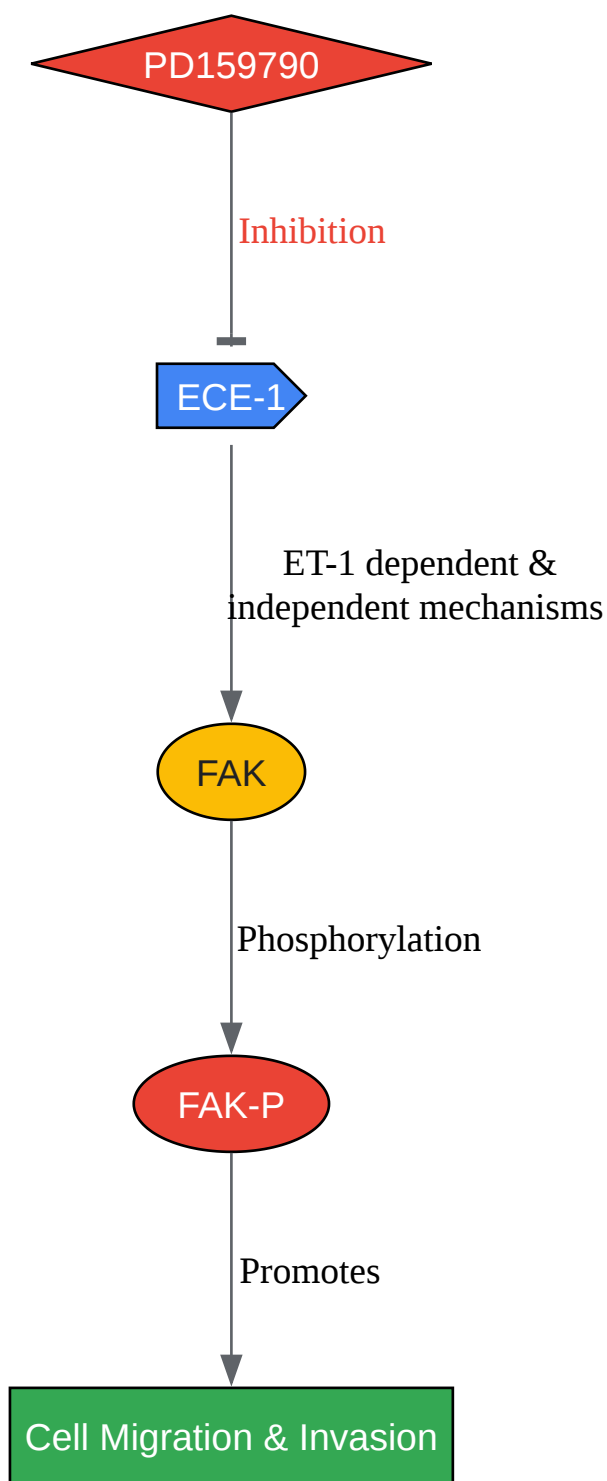 PD159790
Inhibition
ECE-1
ET-1 dependent &
independent mechanisms
FAK
Phosphorylation
FAK-P
Promotes
Cell Migration & Invasion